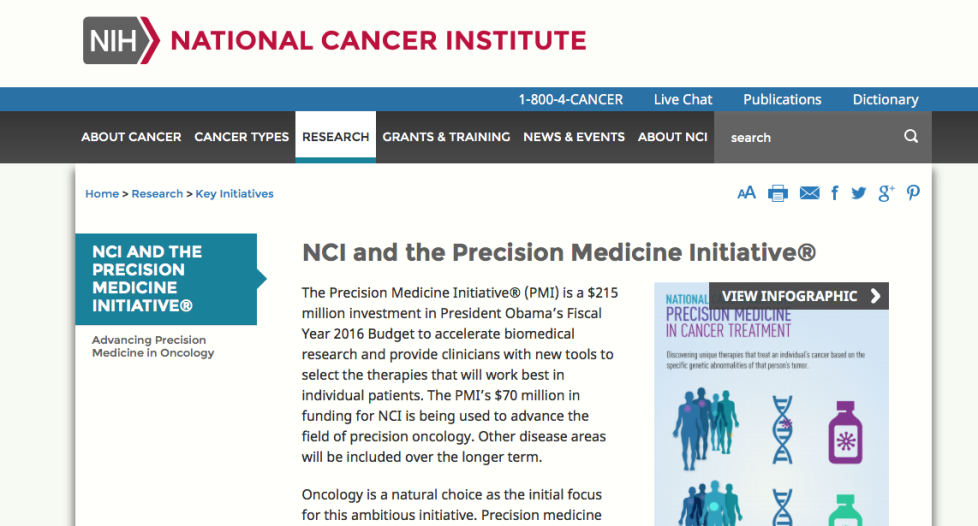 NIH NATIONAL CANCER INSTITUTE
1-800-4-CANCER Live Chat Publications Dictionary
ABOUT CANCER CANCER TYPES RESEARCH GRANTS & TRAINING NEWS & EVENTS ABOUT NCI search
Home > Research > Key Initiatives
AA f g+
NCI AND THE
PRECISION
MEDICINE
INITIATIVE®
Advancing Precision
Medicine in Oncology
NCI and the Precision Medicine Initiative®
The Precision Medicine Initiative® (PMI) is a $215
million investment in President Obama's Fiscal
Year 2016 Budget to accelerate biomedical
research and provide clinicians with new tools to
select the therapies that will work best in
individual patients. The PMI's $70 million in
funding for NCI is being used to advance the
field of precision oncology. Other disease areas
will be included over the longer term.
Oncology is a natural choice as the initial focus
for this ambitious initiative. Precision medicine
VIEW INFOGRAPHIC
NATIONAL
PRECISION MEDICINE
IN CANCER TREATMENT
Discovering unique therapies that treat an individual's cancer based on the
specific genetic abnormalities of that person's tumor.